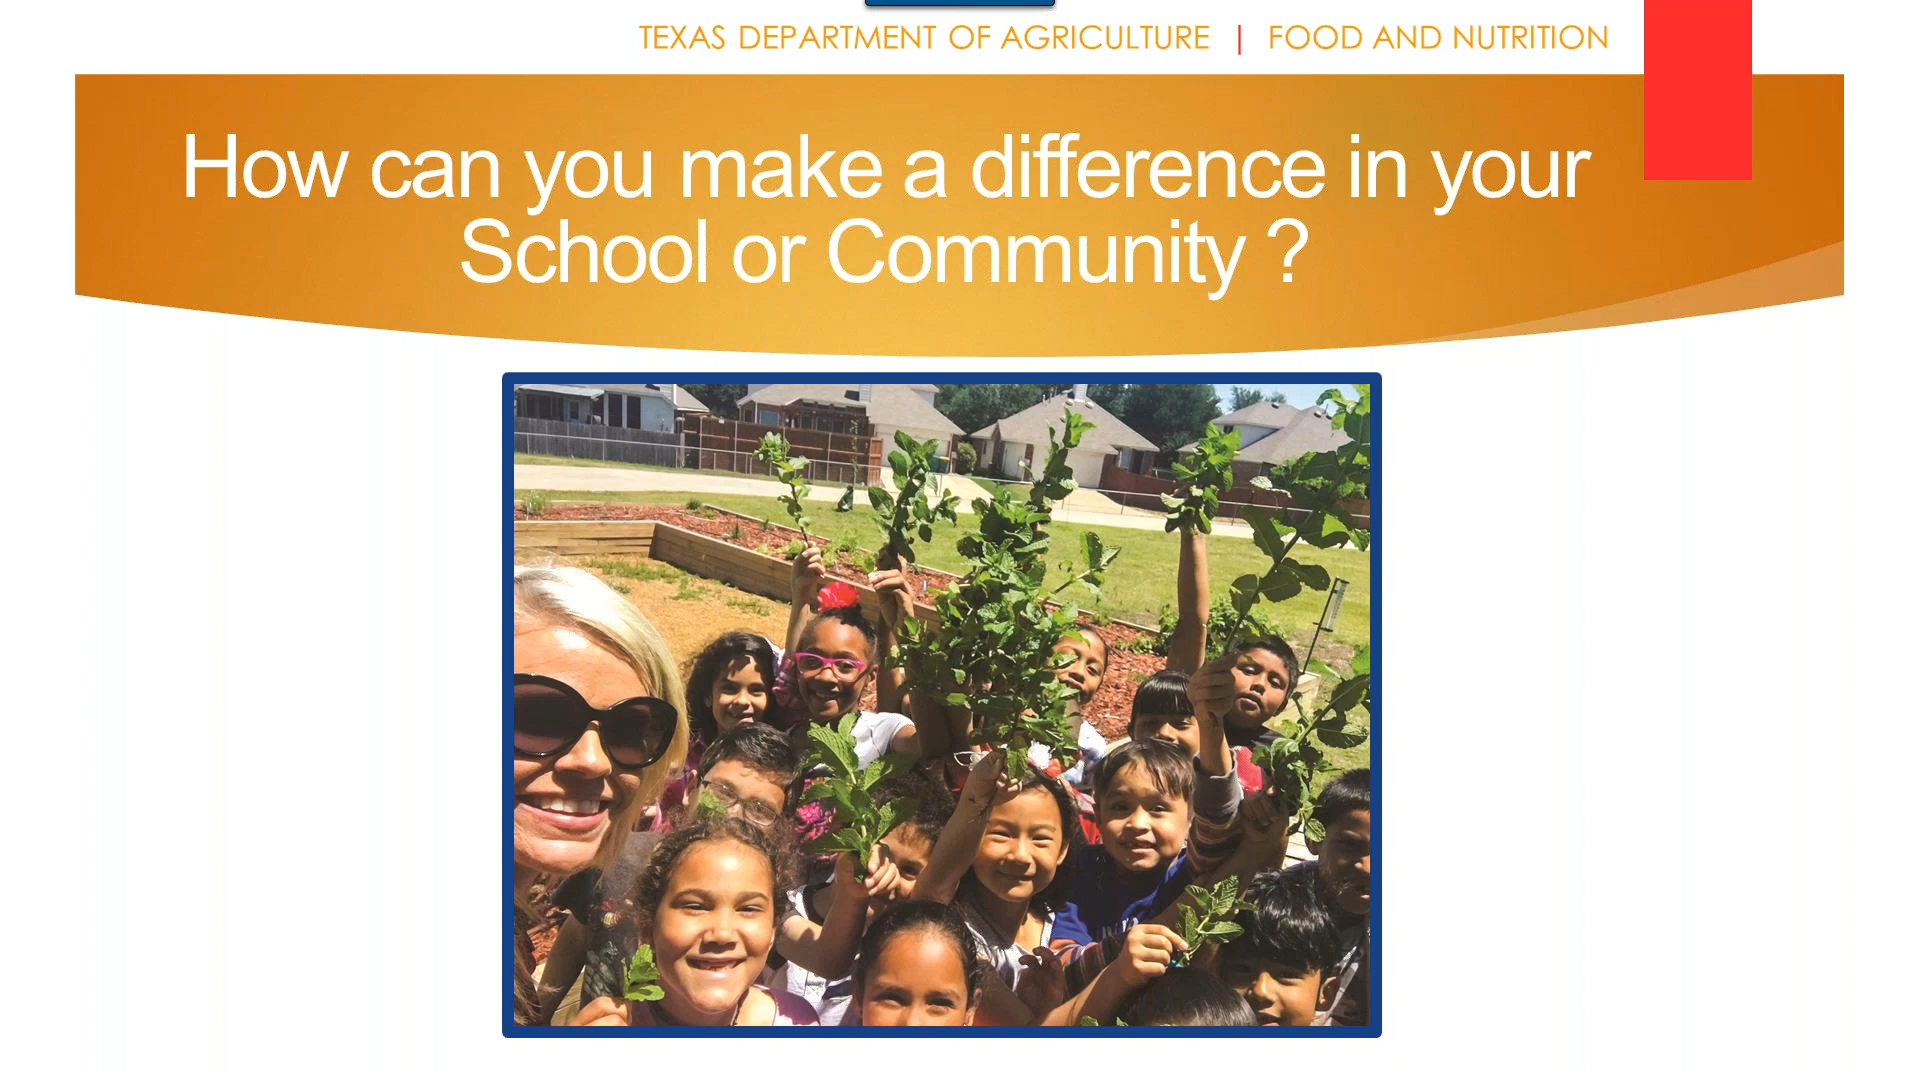 TEXAS DEPARTMENT OF AGRICULTURE | FOOD AND NUTRITION
How can you make a difference in your
School or Community ?